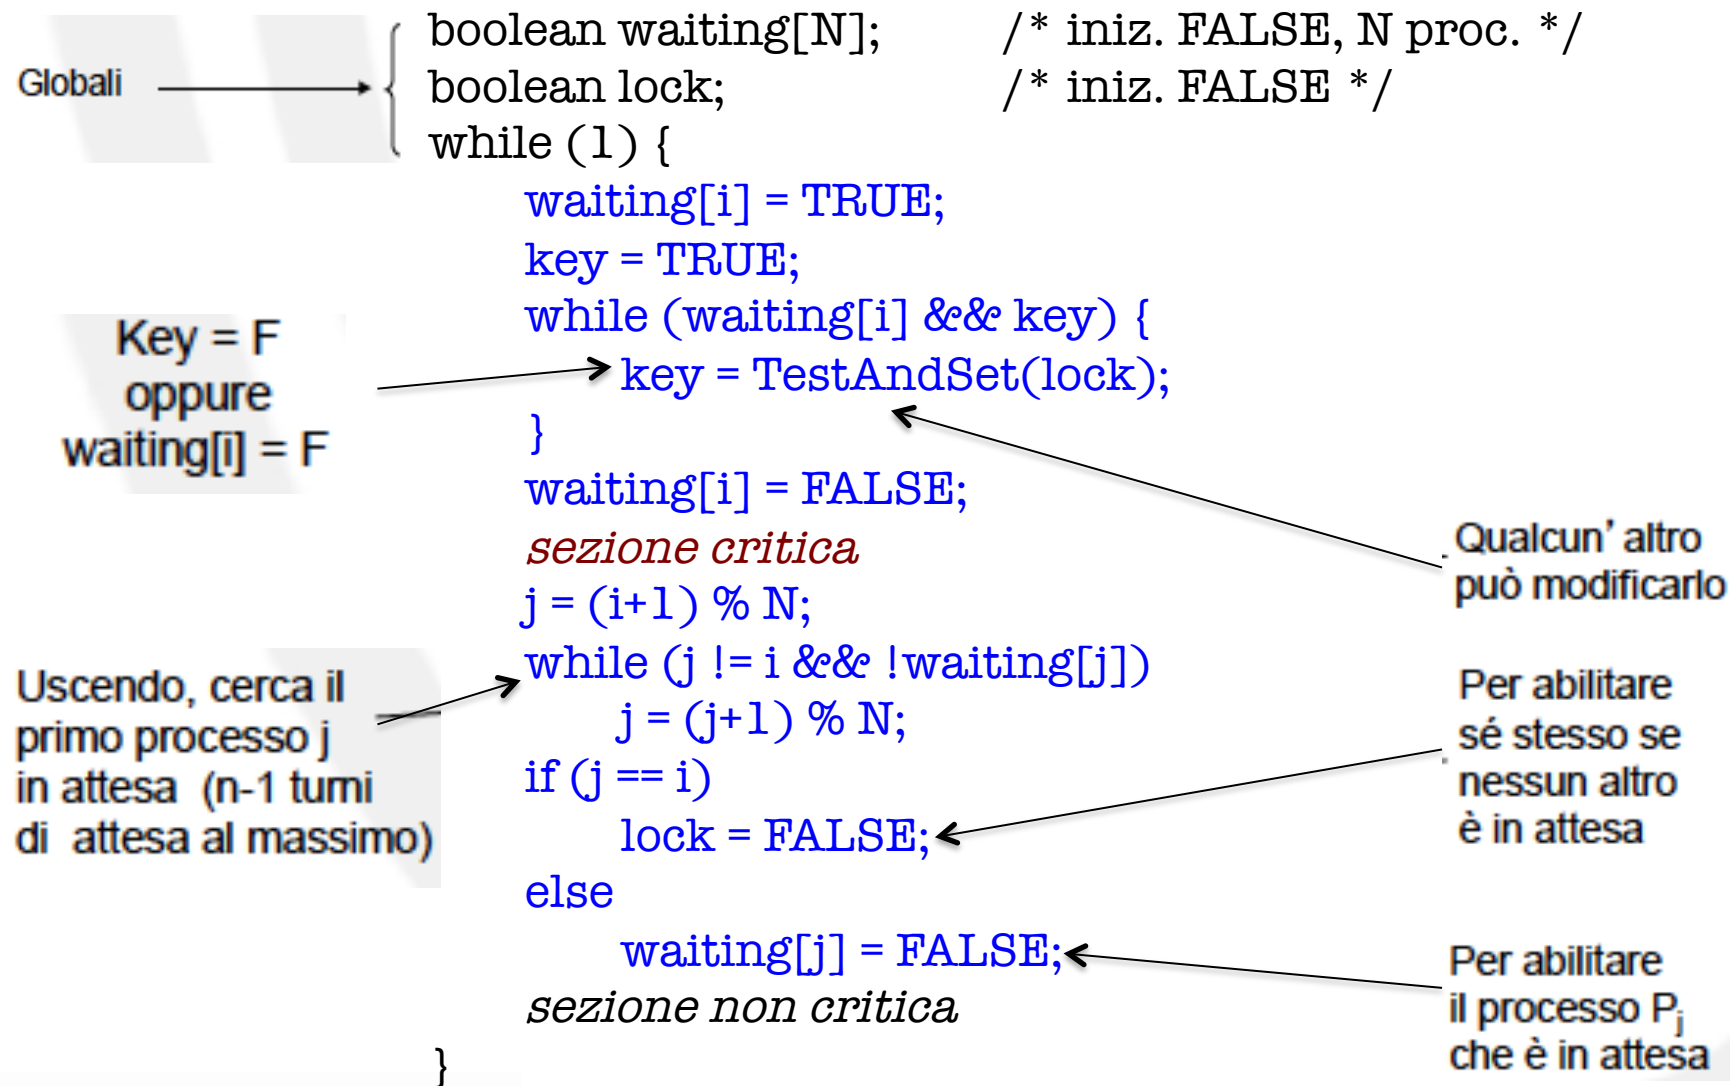 boolean waiting[N]; /* iniz. FALSE, N proc. */
Globali
boolean lock; /* iniz. FALSE */
while (1) {
waiting[i] = TRUE;
key = TRUE;
while (waiting[i] && key) {
key = TestAndSet(lock);
}
waiting[i] = FALSE;
sezione critica
j = (i+1) % N;
while (j != i && !waiting[j])
j = (j+1) % N;
if (j == i)
lock = FALSE;
else
waiting[j] = FALSE;
sezione non critica
}
Key = F
oppure
waiting[i] = F
Qualcun' altro
può modificarlo
Uscendo, cerca il
primo processo j
in attesa (n-1 turni
di attesa al massimo)
Per abilitare
sé stesso se
nessun altro
è in attesa
Per abilitare
il processo Pj
che è in attesa